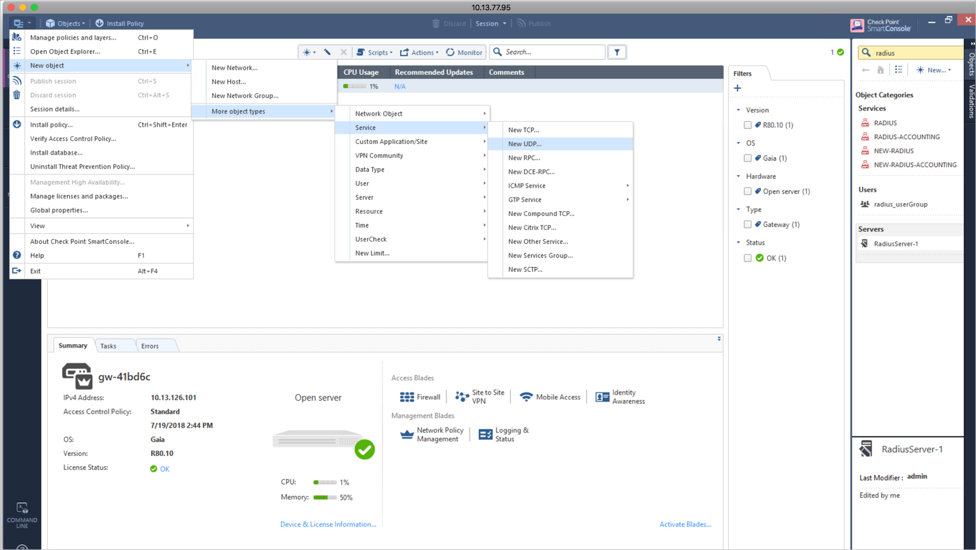 10.13.77.95
Objects
Install Policy
Discard
Session
Publish
Check Point
SmartConsole
Manage policies and layers... Ctrl+O
Open Object Explorer... Ctrl+E
New object
Publish session Ctrl+S
Discard session Ctrl+Alt+S
Session details...
Install policy... Ctrl+Shift+Enter
Verify Access Control Policy...
Install database...
Uninstall Threat Prevention Policy...
Management High Availability...
Manage licenses and packages...
Global properties...
View
About Check Point SmartConsole...
Help F1
Exit Alt+F4
New Network...
New Host...
New Network Group...
More object types
Network Object
Service
Custom Application/Site
VPN Community
Data Type
User
Server
Resource
Time
UserCheck
New Limit...
New TCP...
New UDP...
New RPC...
New DCE-RPC...
ICMP Service
GTP Service
New Compound TCP...
New Citrix TCP...
New Other Service...
New Services Group...
New SCTP...
Scripts
Actions
Monitor
Search...
1
CPU Usage Recommended Updates Comments
1% N/A
Filters
Version
R80.10 (1)
OS
Gaia (1)
Hardware
Open server (1)
Type
Gateway (1)
Status
OK (1)
radius
New...
Object Categories
Services
RADIUS
RADIUS-ACCOUNTING
NEW-RADIUS
NEW-RADIUS-ACCOUNTING
Users
radius_userGroup
Servers
RadiusServer-1
Objects
Validations
Summary Tasks Errors
gw-41bd6c
IPv4 Address: 10.13.126.101
Access Control Policy: Standard
7/19/2018 2:44 PM
OS: Gaia
Version: R80.10
License Status: OK
Open server
CPU: 1%
Memory: 50%
Device & License Information...
Access Blades
Firewall
Site to Site
VPN
Mobile Access
Identity
Awareness
Management Blades
Network Policy
Management
Logging &
Status
Activate Blades...
RadiusServer-1
Last Modifier: admin
Edited by me
COMMAND
LINE